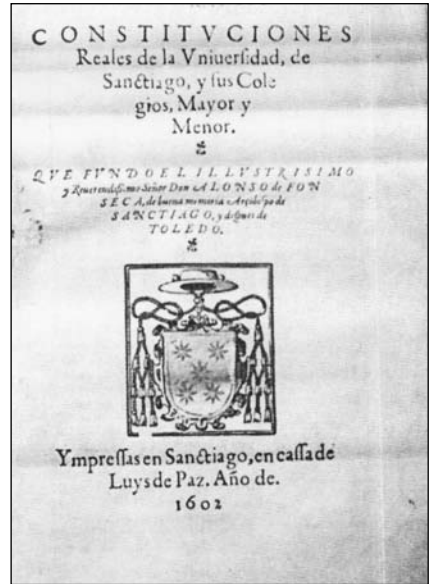 CONSTITVCIONES
Reales de la Vniuerſidad, de
Sanctiago, y ſus Cole
gios, Mayor y
Menor.
QVE FVNDO EL ILLVSTRISIMO
y Reuerendiſsimo Señor Don ALONSO de FON
SECA, de buena memoria Arçobiſpo de
SANCTIAGO, y deſpues de
TOLEDO.
Ympreſſas en Sanctiago, en caſſa de
Luys de Paz. Año de.
1602